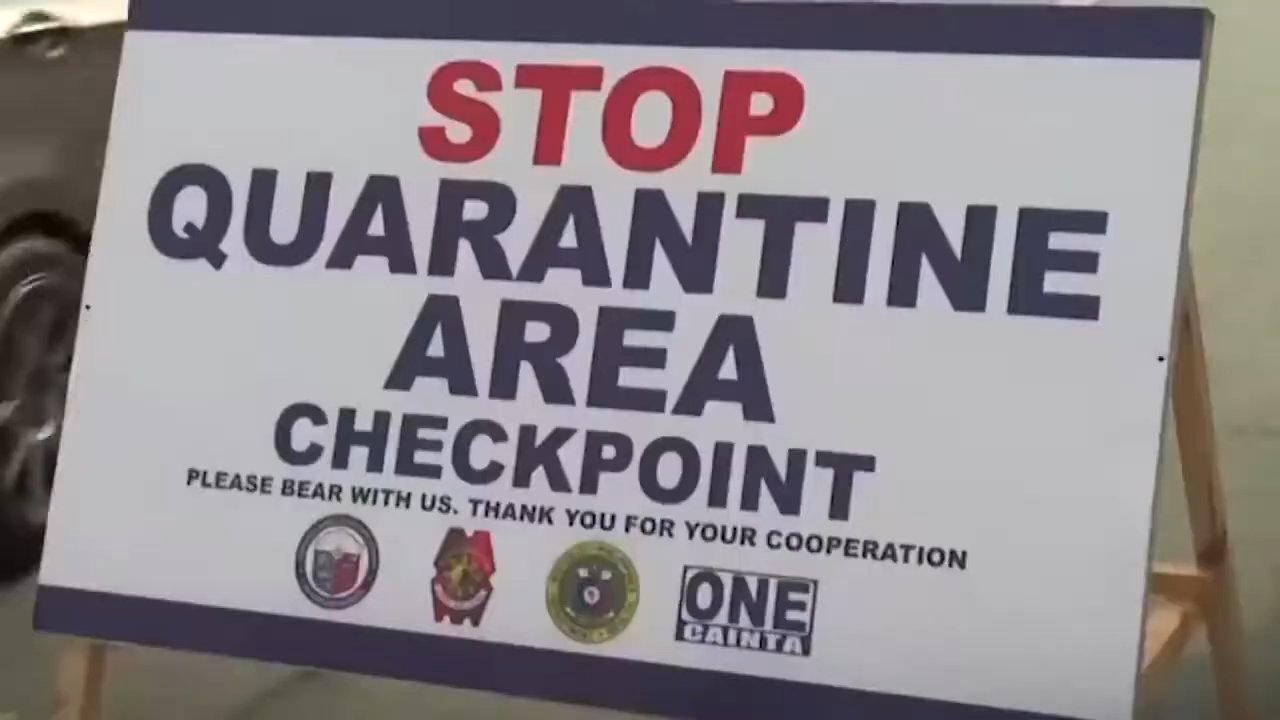 STOP
QUARANTINE
AREA
CHECKPOINT
PLEASE BEAR WITH US. THANK YOU FOR YOUR COOPERATION
ONE
CAINTA